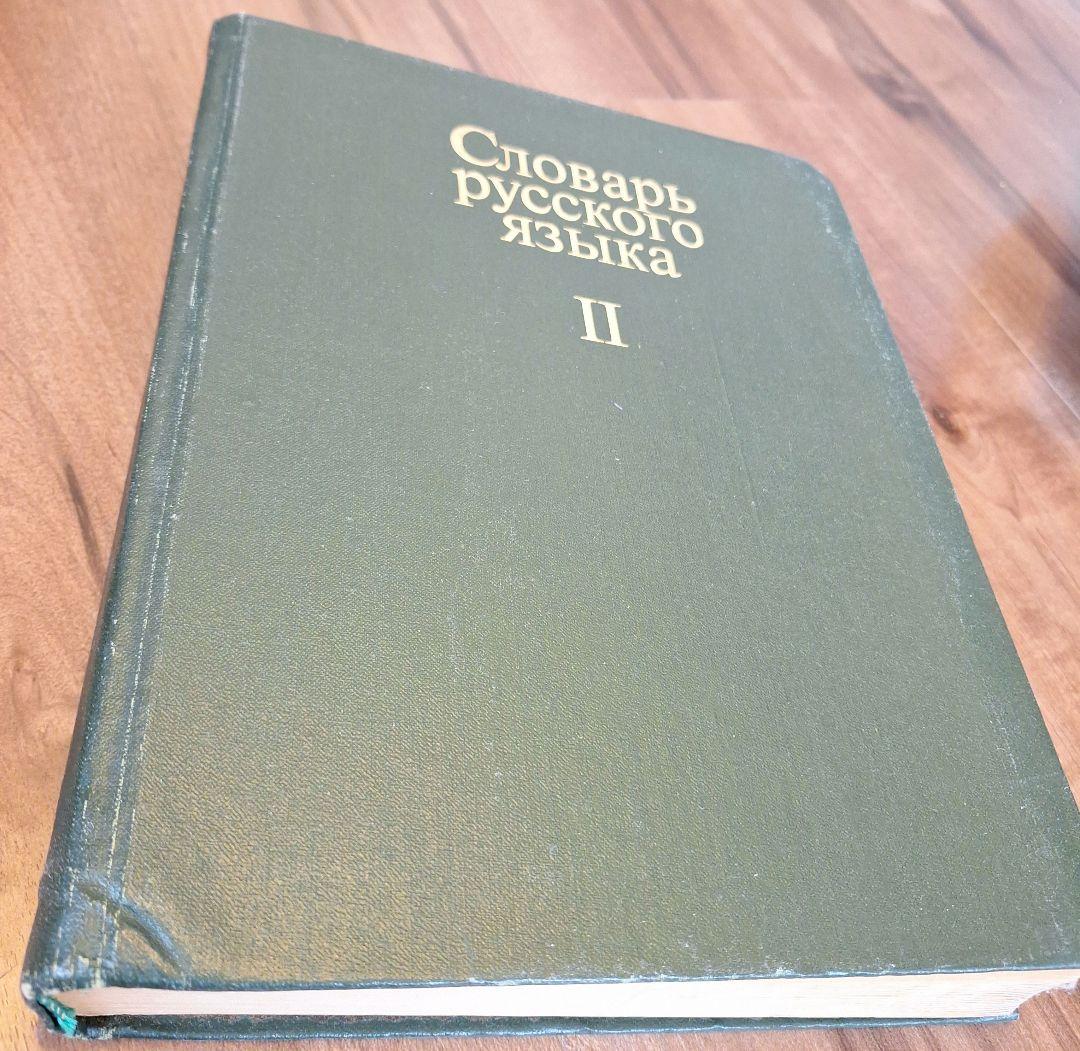 Словарь
русского
языка
II